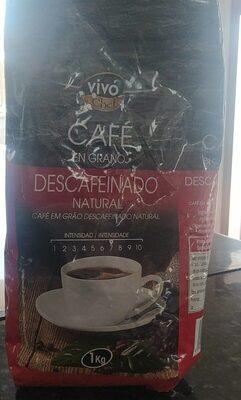 VIVÓ
Chef
CAFÉ
EN GRANO
DESCAFEINADO
NATURAL
CAFÉ EM GRÃO DESCAFEINADO NATURAL
INTENSIDAD / INTENSIDADE
1 2 3 4 5 6 7 8 9 10
1Kg
C
DESCA